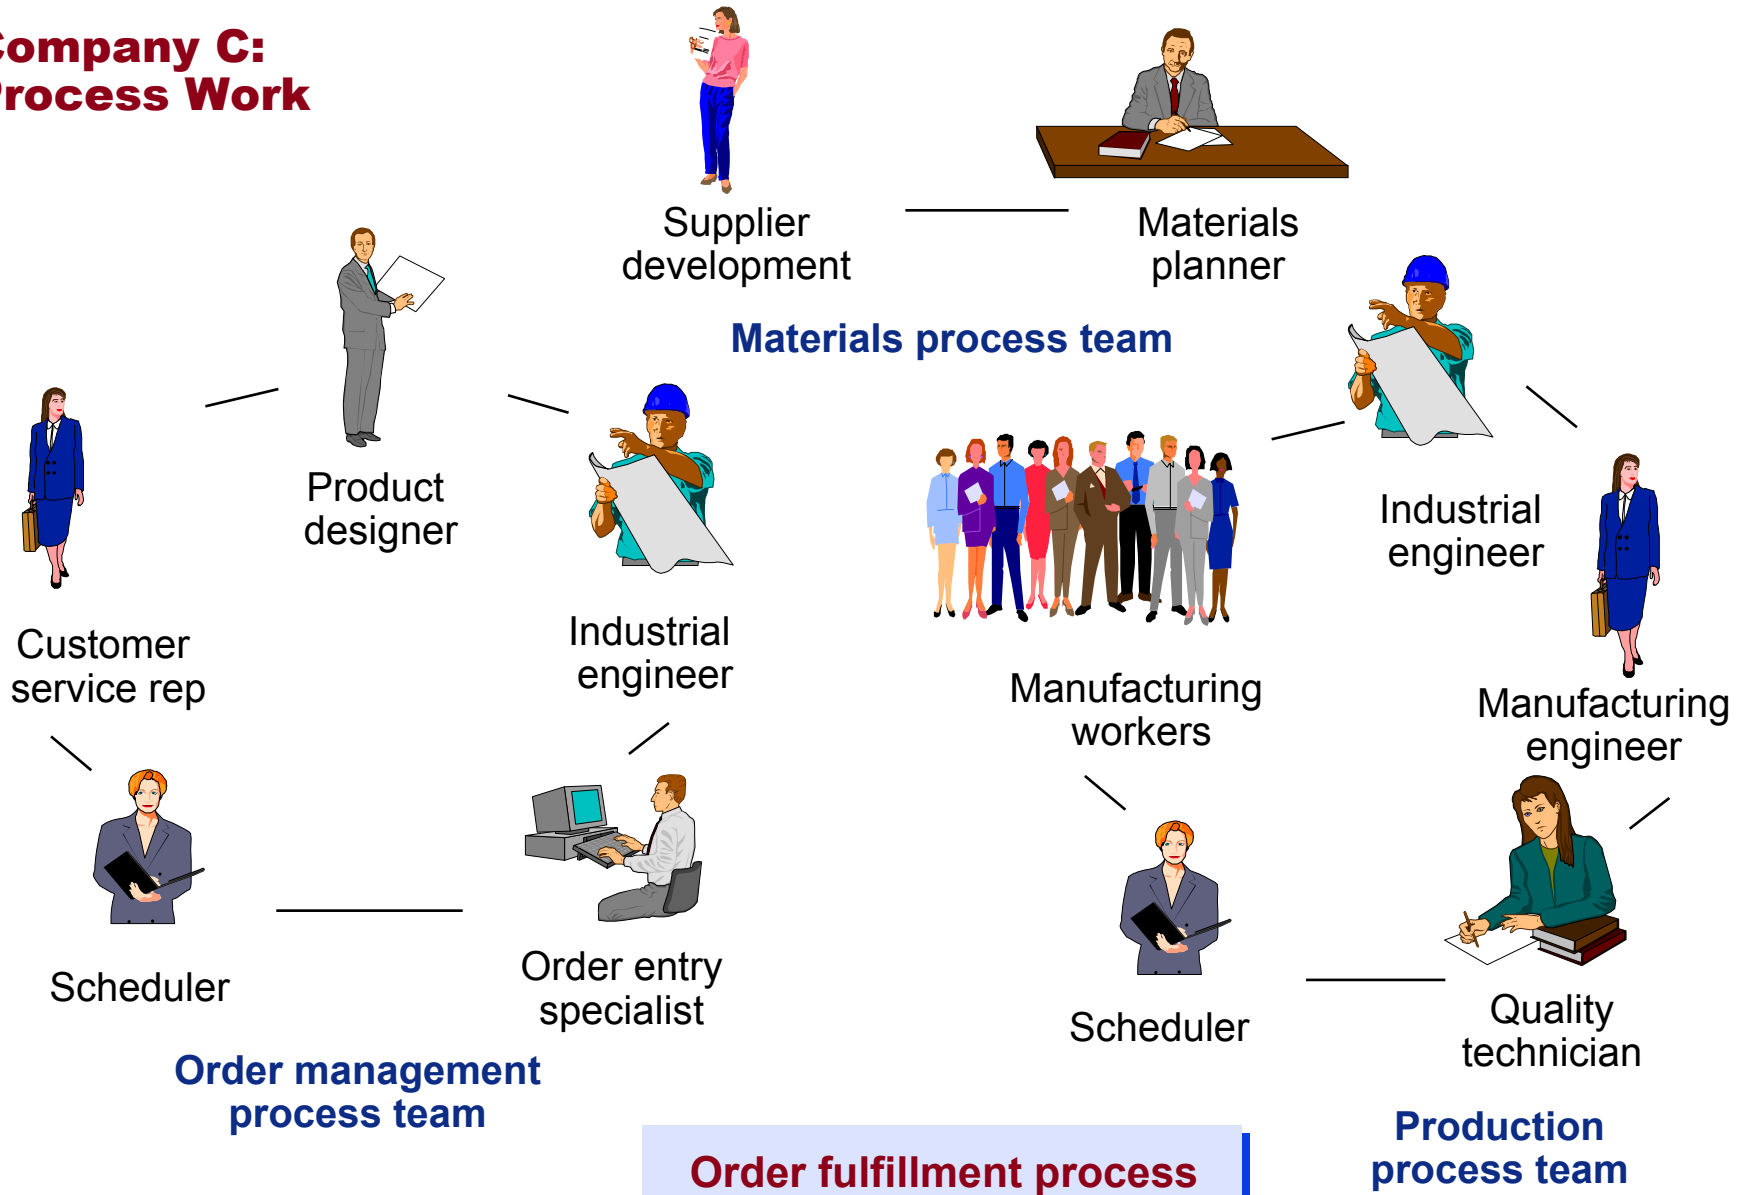 Company C:
Process Work
Supplier
development
Materials
planner
Materials process team
Product
designer
Industrial
engineer
Customer
service rep
Scheduler
Order entry
specialist
Order management
process team
Industrial
engineer
Manufacturing
workers
Manufacturing
engineer
Scheduler
Quality
technician
Production
process team
Order fulfillment process